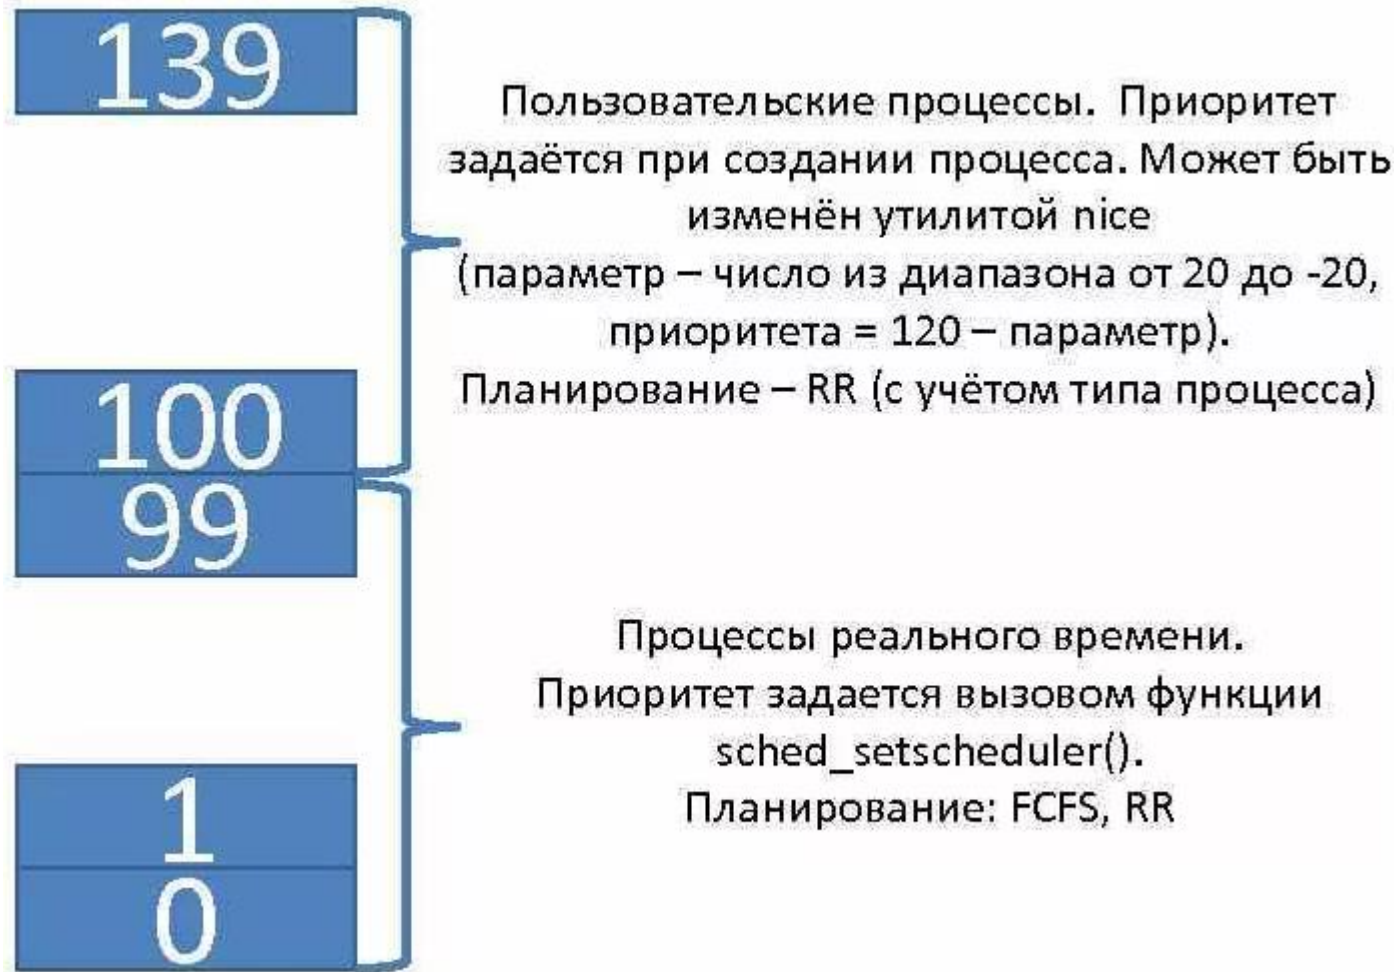 139
Пользовательские процессы. Приоритет
задаётся при создании процесса. Может быть
изменён утилитой nice
(параметр – число из диапазона от 20 до -20,
приоритета = 120 – параметр).
Планирование – RR (с учётом типа процесса)
100
99
Процессы реального времени.
Приоритет задается вызовом функции
sched_setscheduler().
Планирование: FCFS, RR
1
0